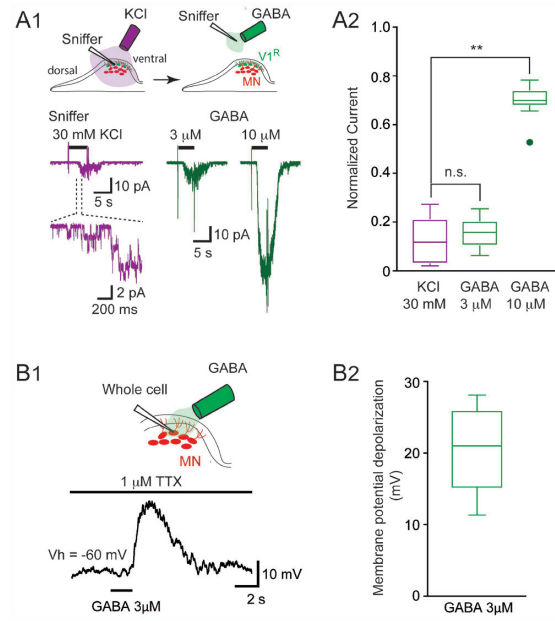 A1
KCl
GABA
Sniffer
Sniffer
V1R
dorsal
ventral
MN
MN
Sniffer
30 mM KCl
GABA
3 µM
10 µM
10 pA
5 s
10 pA
5 s
2 pA
200 ms
A2
Normalized Current
1.0
0.8
0.6
0.4
0.2
0.0
**
n.s.
KCl
30 mM
GABA
3 µM
GABA
10 µM
B1
GABA
Whole cell
MN
1 µM TTX
Vh = -60 mV
10 mV
2 s
GABA 3µM
B2
Membrane potential depolarization
(mV)
30
20
10
0
GABA 3µM